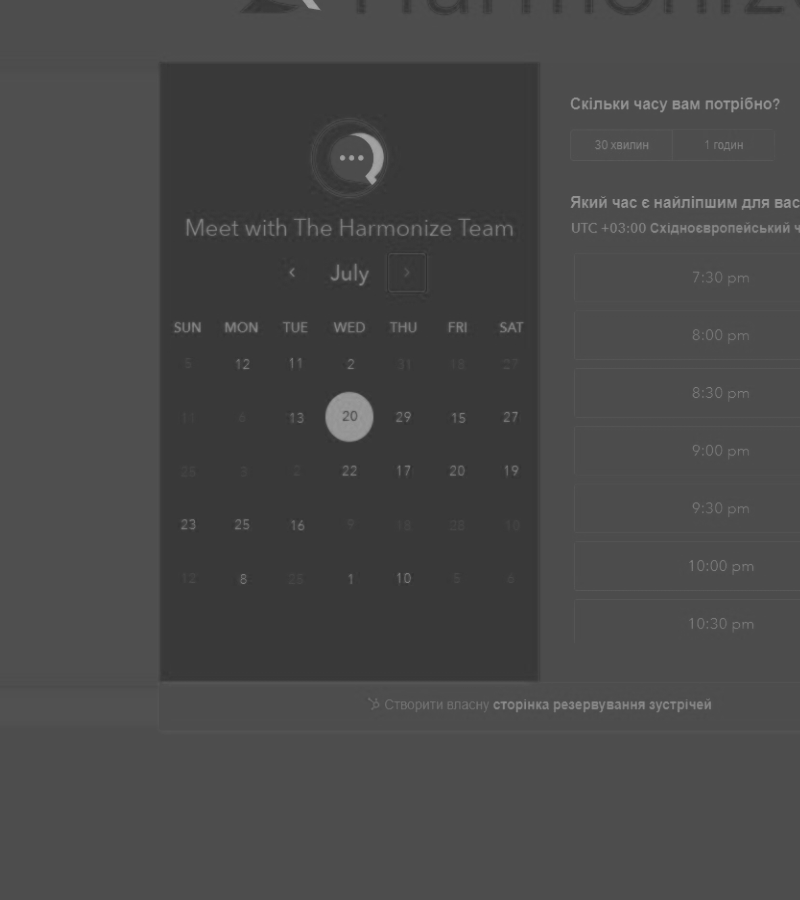 Harmonize
Meet with The Harmonize Team
July
SUN MON TUE WED THU FRI SAT
5 12 11 2 31 18 27
11 6 13 20 29 15 27
25 3 2 22 17 20 19
23 25 16 9 18 28 10
12 8 28 1 10 5 6
Скільки часу вам потрібно?
30 хвилин 1 годин
Який час є найліпшим для вас
UTC +03:00 Східноєвропейський ч
7:30 pm
8:00 pm
8:30 pm
9:00 pm
9:30 pm
10:00 pm
10:30 pm
Створити власну сторінка резервування зустрічей